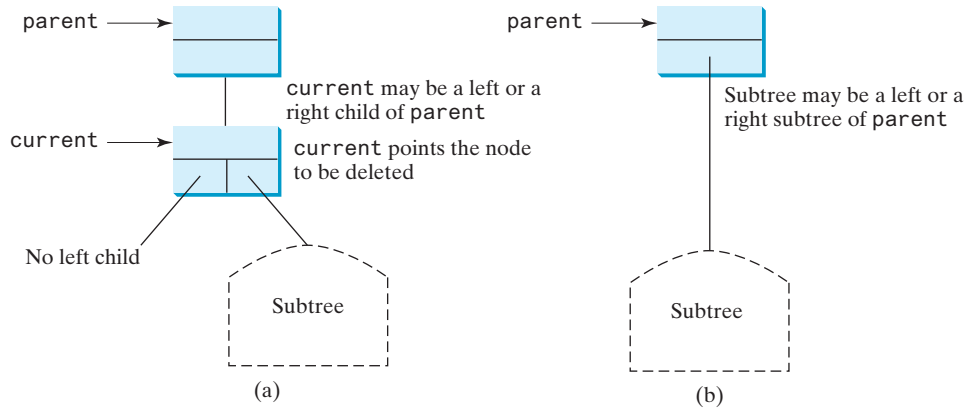 parent
current may be a left or a
right child of parent
current
current points the node
to be deleted
No left child
Subtree
(a)
parent
Subtree may be a left or a
right subtree of parent
Subtree
(b)